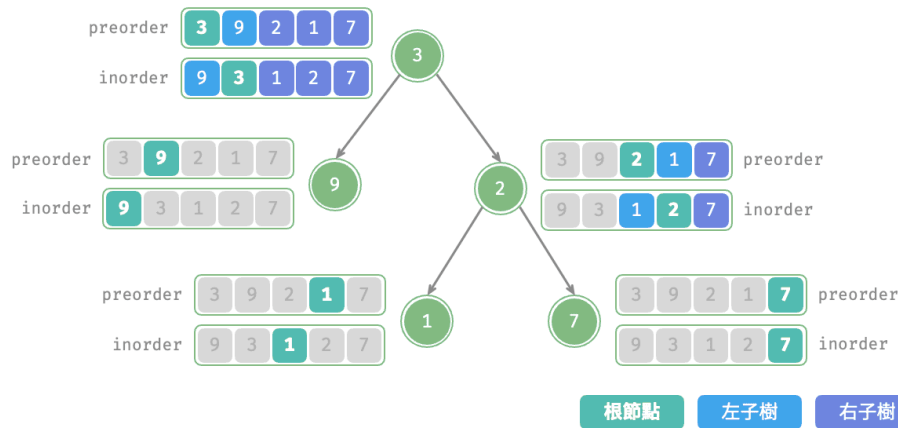 preorder 3 9 2 1 7
3
inorder 9 3 1 2 7
preorder 3 9 2 1 7
9
inorder 9 3 1 2 7
2
3 9 2 1 7 preorder
9 3 1 2 7 inorder
preorder 3 9 2 1 7
1
inorder 9 3 1 2 7
7
3 9 2 1 7 preorder
9 3 1 2 7 inorder
根節點 左子樹 右子樹